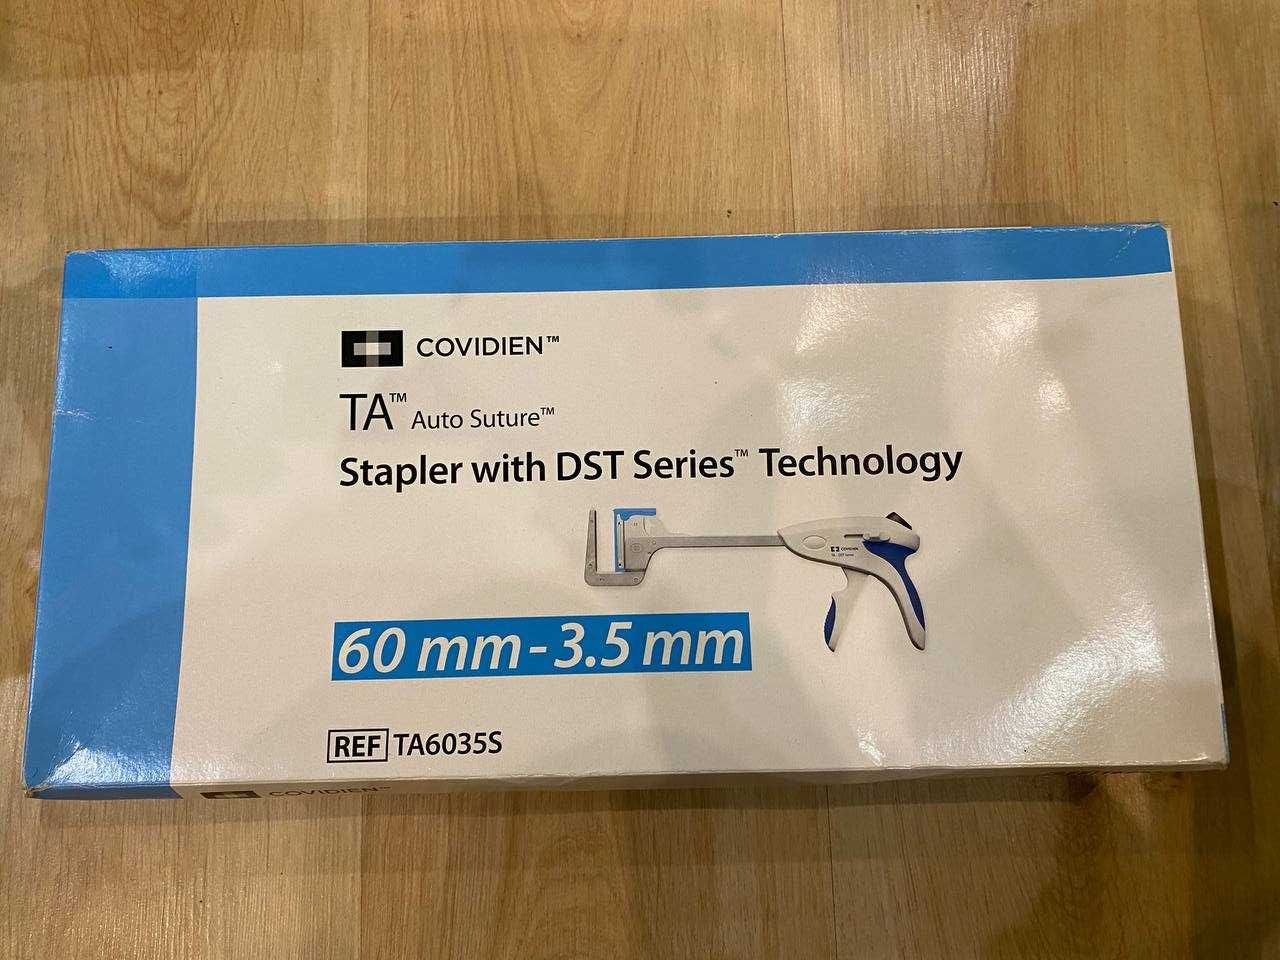 COVIDIEN™
TA™ Auto Suture™
Stapler with DST Series™ Technology
COVIDIEN
60 mm - 3.5 mm
REF TA6035S
COVIDIEN™